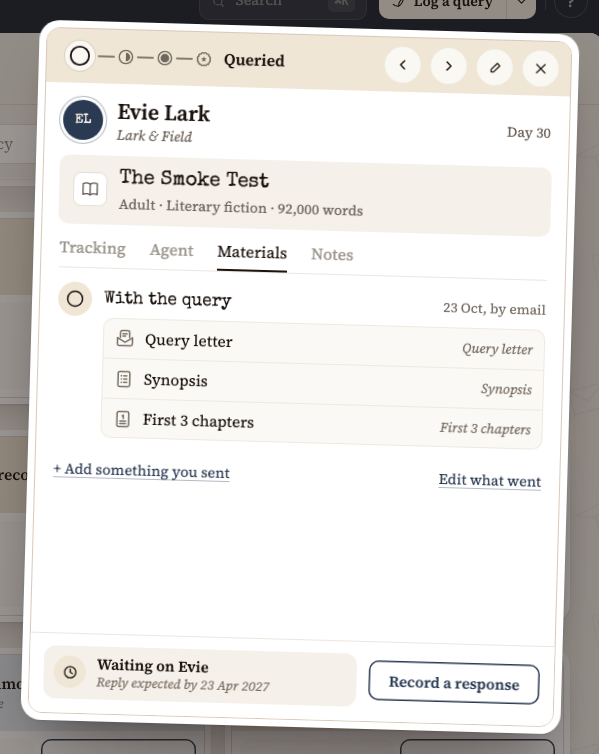 Search ⌘K Log a query ?
Queried
EL
Evie Lark
Lark & Field
Day 30
The Smoke Test
Adult · Literary fiction · 92,000 words
Tracking Agent Materials Notes
With the query 23 Oct, by email
Query letter Query letter
Synopsis Synopsis
First 3 chapters First 3 chapters
+ Add something you sent Edit what went
Waiting on Evie
Reply expected by 23 Apr 2027
Record a response